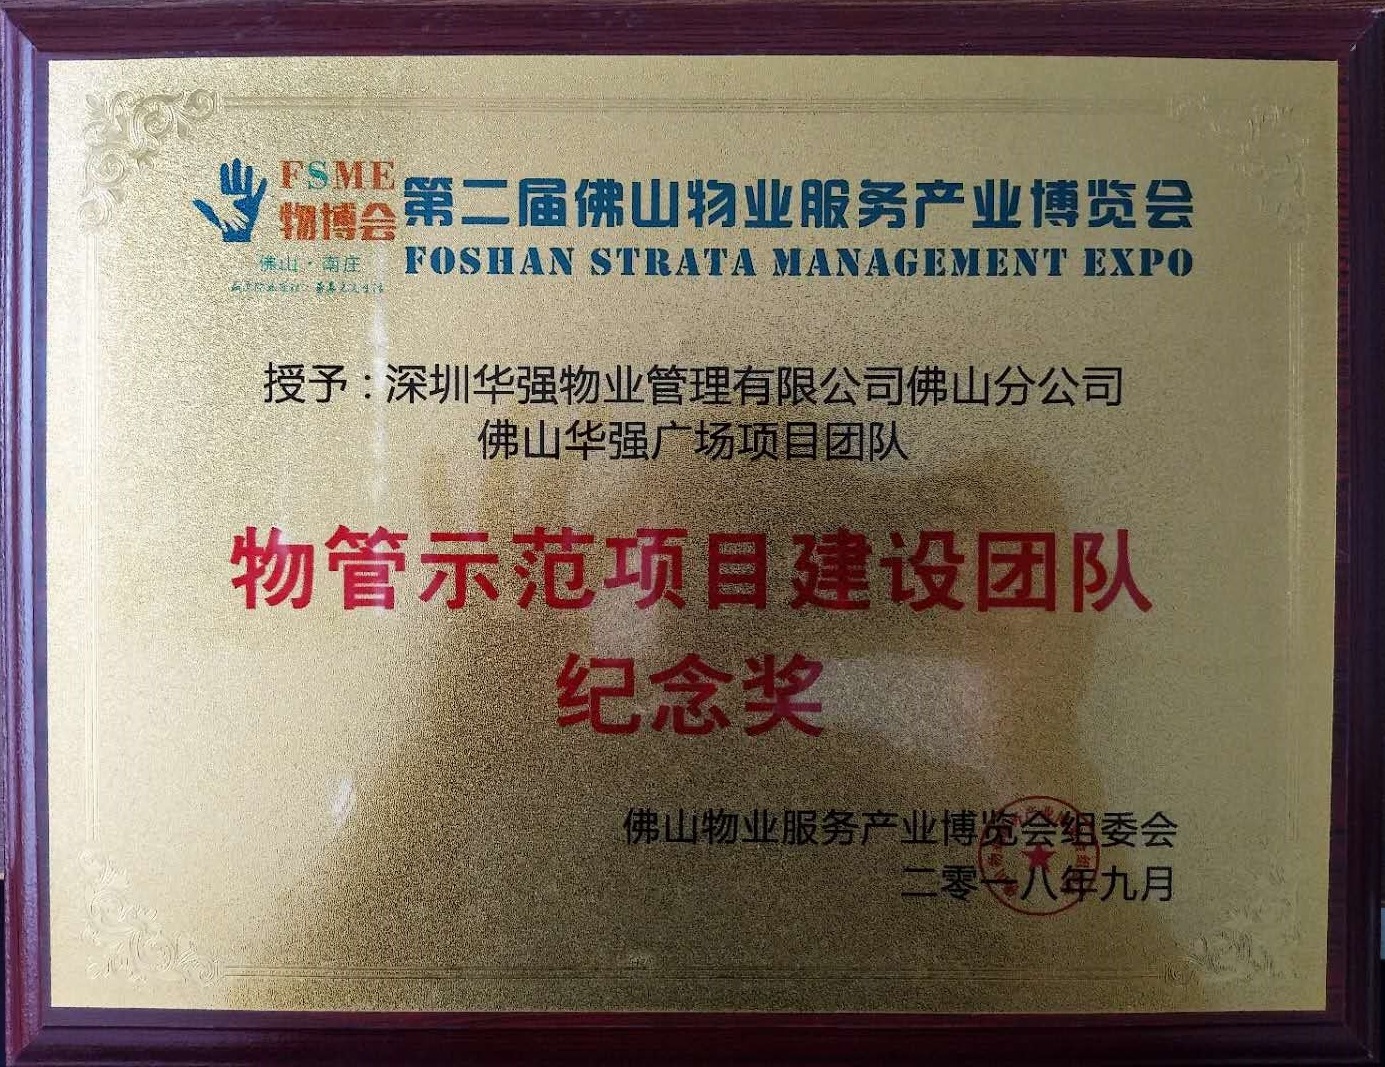 FSME
物博会
佛山·南庄
第二届佛山物业服务产业博览会
FOSHAN STRATA MANAGEMENT EXPO
授予：深圳华强物业管理有限公司佛山分公司
佛山华强广场项目团队
物管示范项目建设团队
纪念奖
佛山物业服务产业博览会组委会
二零一八年九月